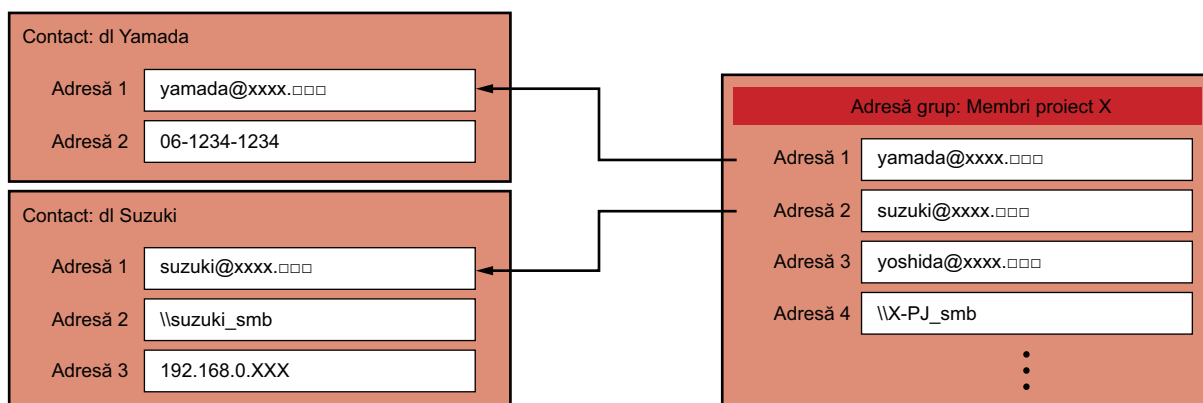 Contact: dl Yamada
Adresă 1 yamada@xxxx.□□□
Adresă 2 06-1234-1234
Contact: dl Suzuki
Adresă 1 suzuki@xxxx.□□□
Adresă 2 \\suzuki_smb
Adresă 3 192.168.0.XXX
Adresă grup: Membri proiect X
Adresă 1 yamada@xxxx.□□□
Adresă 2 suzuki@xxxx.□□□
Adresă 3 yoshida@xxxx.□□□
Adresă 4 \\X-PJ_smb